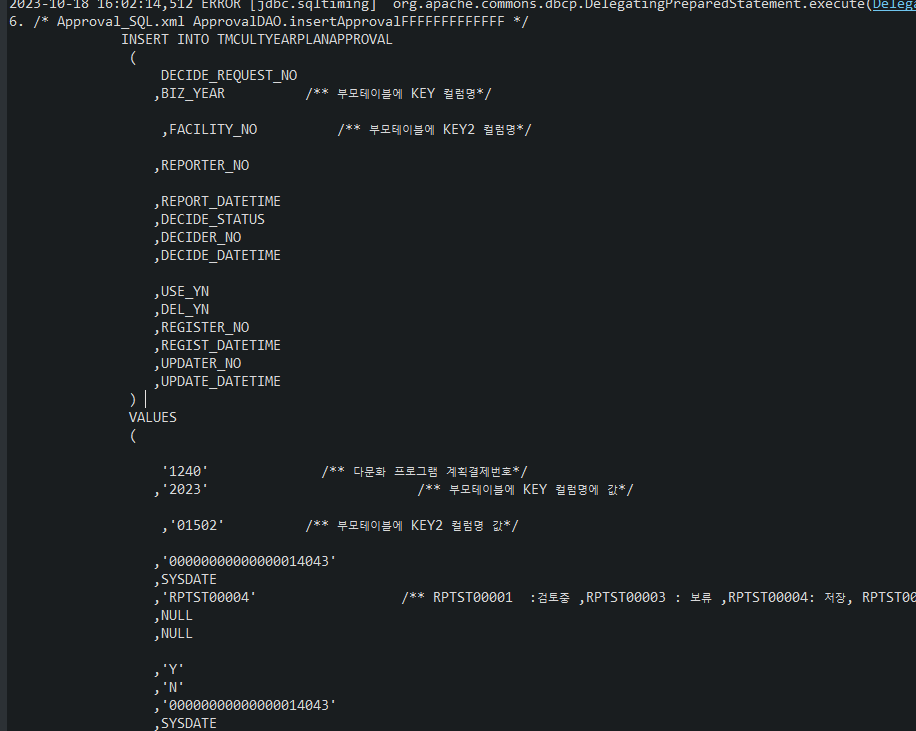 2023-10-18 16:02:14,512 ERROR [jdbc.sqltiming] org.apache.commons.dbcp.DelegatingPreparedStatement.execute(Delega
6. /* Approval_SQL.xml ApprovalDAO.insertApprovalFFFFFFFFFFFFF */
INSERT INTO TMCULTYEARPLANAPPROVAL
(
DECIDE_REQUEST_NO
,BIZ_YEAR /** 부모테이블에 KEY 컬럼명*/
,FACILITY_NO /** 부모테이블에 KEY2 컬럼명*/
,REPORTER_NO
,REPORT_DATETIME
,DECIDE_STATUS
,DECIDER_NO
,DECIDE_DATETIME
,USE_YN
,DEL_YN
,REGISTER_NO
,REGIST_DATETIME
,UPDATER_NO
,UPDATE_DATETIME
)
VALUES
(
'1240' /** 다문화 프로그램 계획결제번호*/
,'2023' /** 부모테이블에 KEY 컬럼명에 값*/
,'01502' /** 부모테이블에 KEY2 컬럼명 값*/
,'00000000000000014043'
,SYSDATE
,'RPTST00004' /** RPTST00001 :검토중 ,RPTST00003 : 보류 ,RPTST00004: 저장, RPTST00
,NULL
,NULL
,'Y'
,'N'
,'00000000000000014043'
,SYSDATE